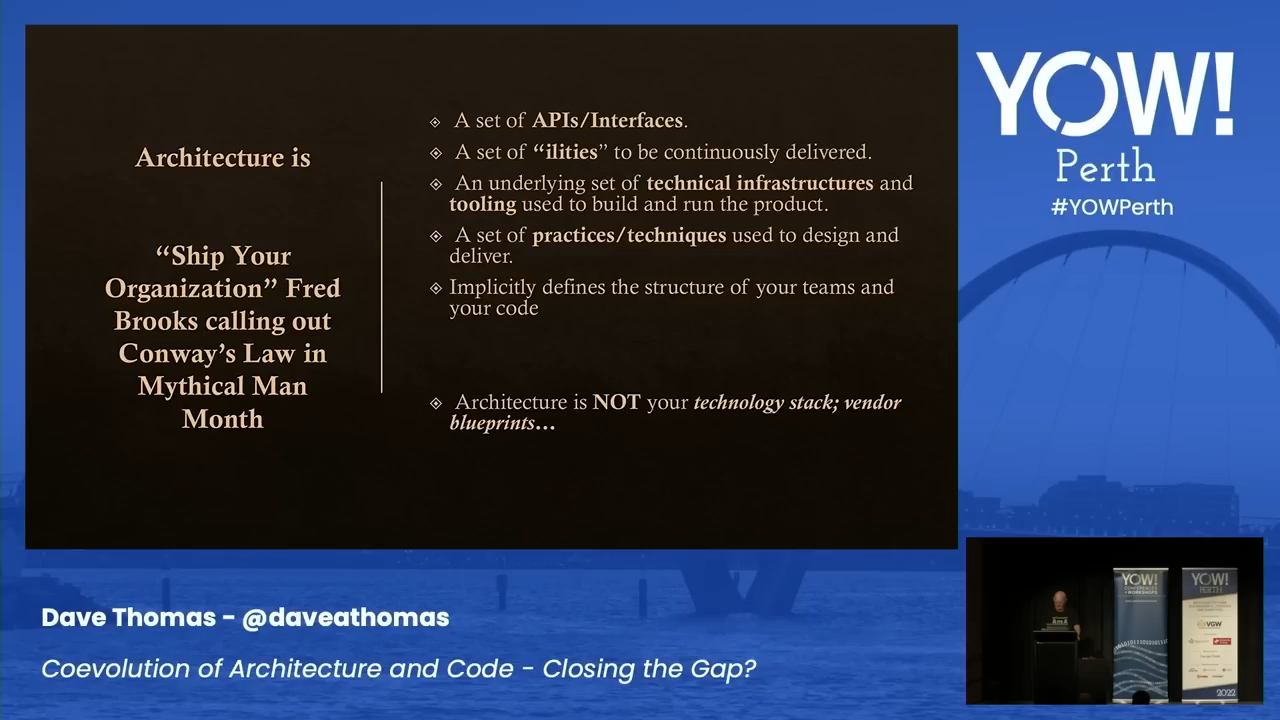 Architecture is
“Ship Your
Organization” Fred
Brooks calling out
Conway’s Law in
Mythical Man
Month
A set of APIs/Interfaces.
A set of “ilities” to be continuously delivered.
An underlying set of technical infrastructures and
tooling used to build and run the product.
A set of practices/techniques used to design and
deliver.
Implicitly defines the structure of your teams and
your code
Architecture is NOT your technology stack; vendor
blueprints…
YOW!
Perth
#YOWPerth
Dave Thomas - @daveathomas
Coevolution of Architecture and Code - Closing the Gap?
YOW!
CONFERENCES
+ WORKSHOPS
YOW!
PERTH
VGW
2022